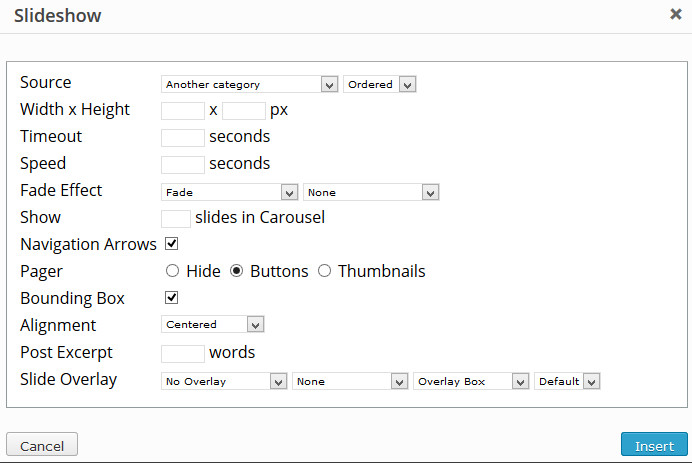 Slideshow
Source Another category Ordered
Width x Height x px
Timeout seconds
Speed seconds
Fade Effect Fade None
Show slides in Carousel
Navigation Arrows
Pager Hide Buttons Thumbnails
Bounding Box
Alignment Centered
Post Excerpt words
Slide Overlay No Overlay None Overlay Box Default
Cancel Insert